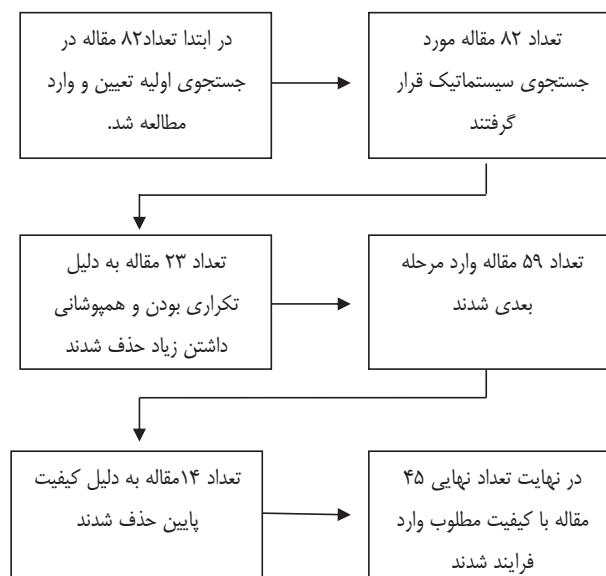 در ابتدا تعداد۸۲ مقاله در
جستجوی اولیه تعیین و وارد
مطالعه شد.
تعداد ۸۲ مقاله مورد
جستجوی سیستماتیک قرار
گرفتند
تعداد ۲۳ مقاله به دلیل
تکراری بودن و همپوشانی
داشتن زیاد حذف شدند
تعداد ۵۹ مقاله وارد مرحله
بعدی شدند
تعداد ۱۴مقاله به دلیل کیفیت
پایین حذف شدند
در نهایت تعداد نهایی ۴۵
مقاله با کیفیت مطلوب وارد
فرایند شدند